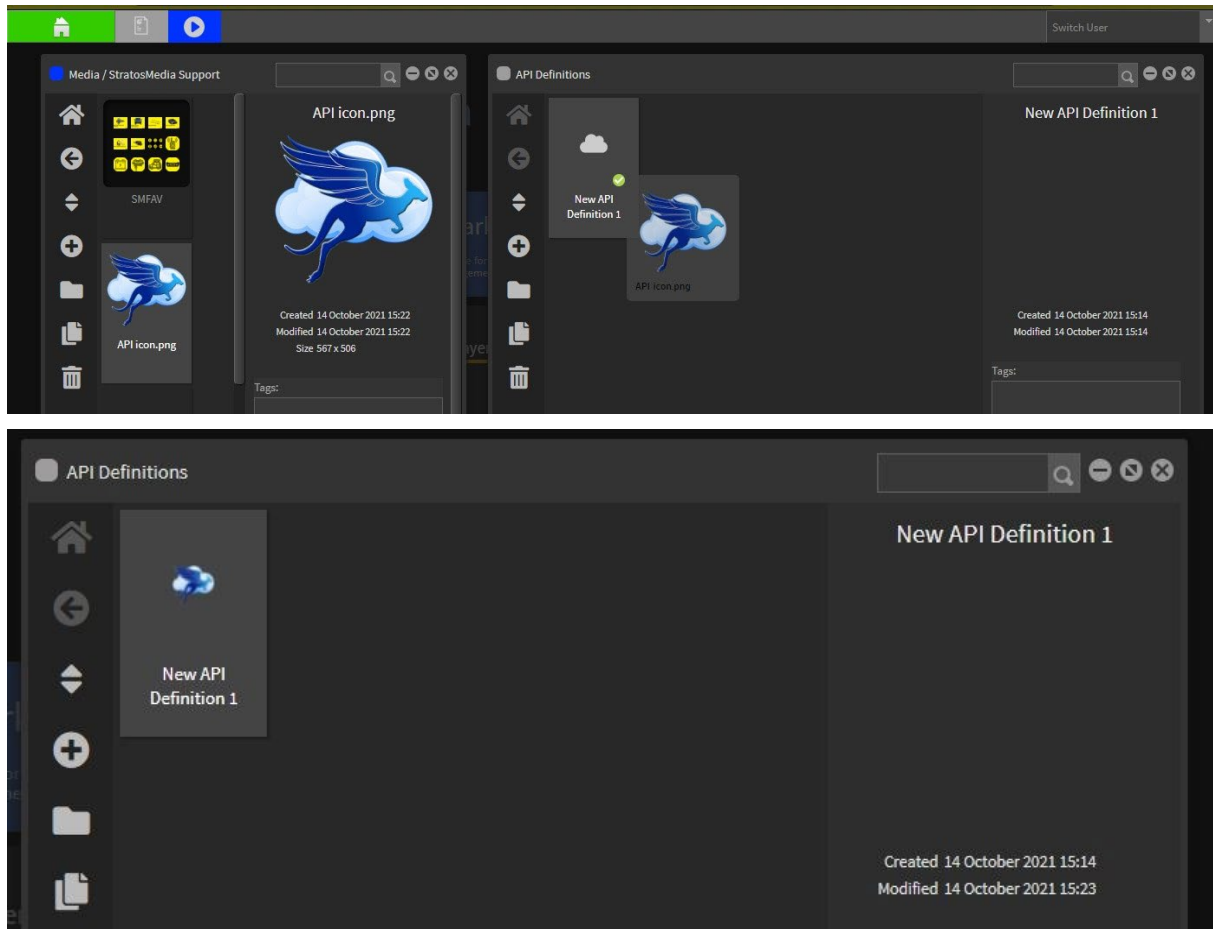 Switch User
Media / StratosMedia Support
SMFAV
API icon.png
API icon.png
Created 14 October 2021 15:22
Modified 14 October 2021 15:22
Size 567 x 506
Tags:
API Definitions
New API
Definition 1
API icon.png
New API Definition 1
Created 14 October 2021 15:14
Modified 14 October 2021 15:14
Tags:
API Definitions
New API
Definition 1
New API Definition 1
Created 14 October 2021 15:14
Modified 14 October 2021 15:23